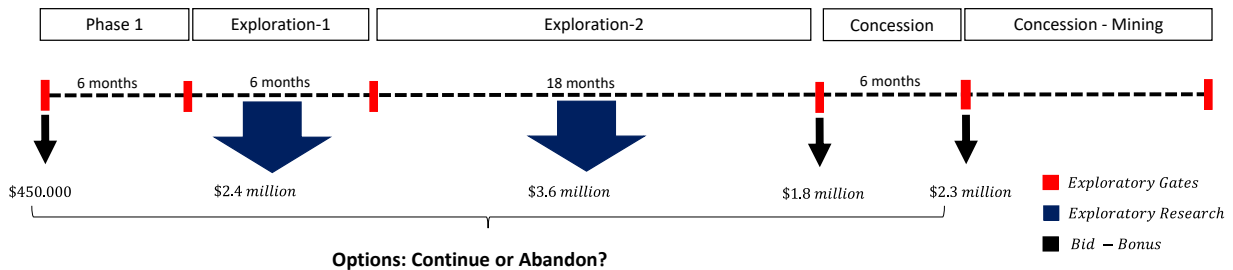 Phase 1 Exploration-1 Exploration-2 Concession Concession - Mining
6 months 6 months 18 months 6 months
$450.000 $2.4 million $3.6 million $1.8 million $2.3 million
Exploratory Gates
Exploratory Research
Bid – Bonus
Options: Continue or Abandon?